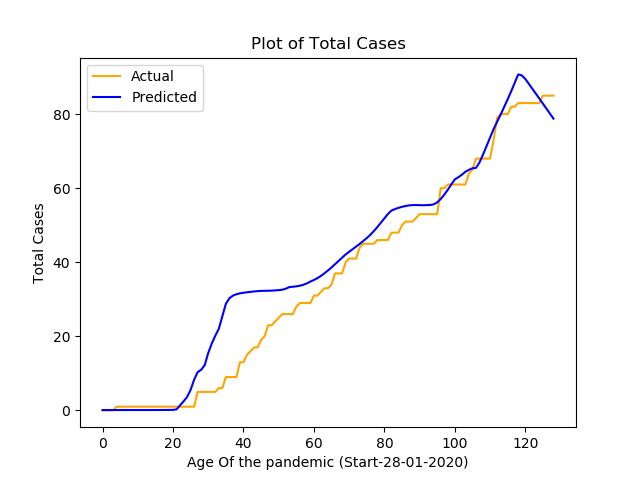 Plot of Total Cases
Actual
Predicted
Total Cases
80
60
40
20
0
0 20 40 60 80 100 120
Age Of the pandemic (Start-28-01-2020)